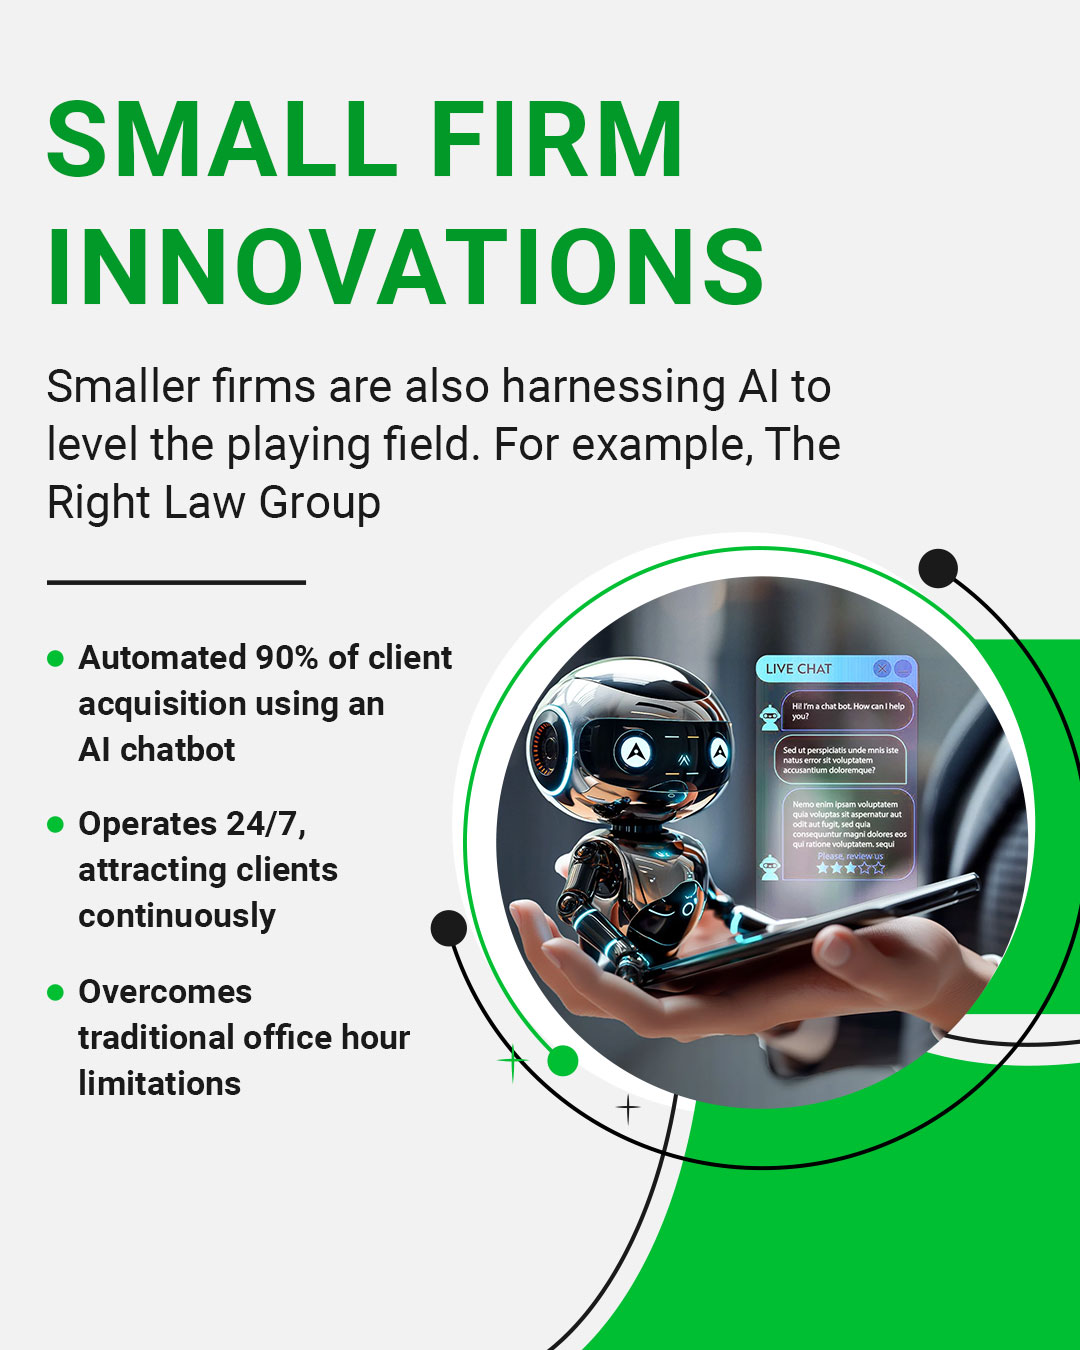 SMALL FIRM
INNOVATIONS
Smaller firms are also harnessing AI to
level the playing field. For example, The
Right Law Group
Automated 90% of client
acquisition using an
AI chatbot
Operates 24/7,
attracting clients
continuously
Overcomes
traditional office hour
limitations
LIVE CHAT
Hi! I'm a chat bot. How can I help
you?
Sed ut perspiciatis unde mnis iste
natus error sit voluptatem
accusantium doloremque?
Nemo enim ipsam voluptatem
quia voluptas sit aspernatur aut
odit aut fugit, sed quia
consequuntur magni dolores eos
qui ratione voluptatem. sequi
Please, review us